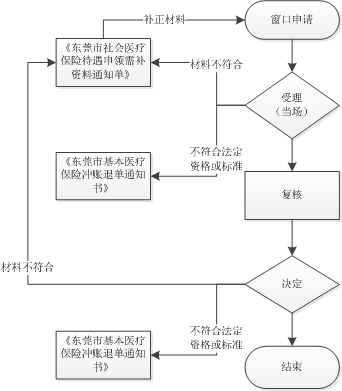 补正材料
窗口申请
《东莞市社会医疗
保险待遇申领需补
资料通知单》
材料不符合
受理
（当场）
不符合法定
资格或标准
《东莞市基本医疗
保险冲账退单通知
书》
复核
材料不符合
决定
不符合法定
资格或标准
《东莞市基本医疗
保险冲账退单通知
书》
结束